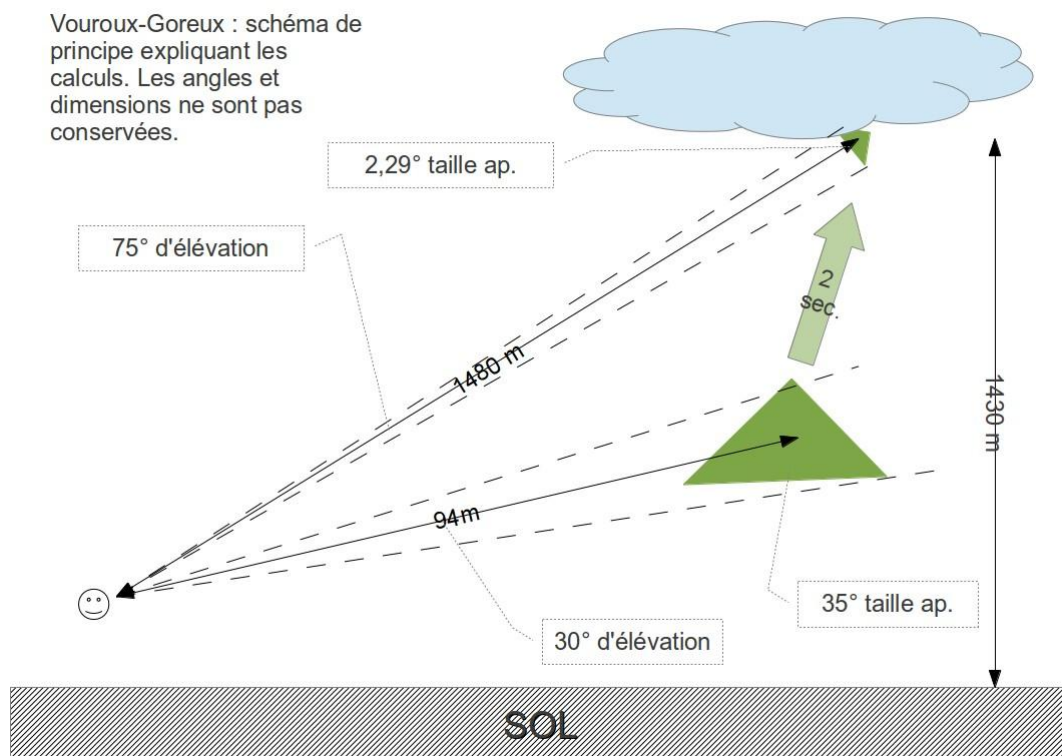 Vouroux-Goreux : schéma de
principe expliquant les
calculs. Les angles et
dimensions ne sont pas
conservées.
2,29° taille ap.
75° d'élévation
2
sec.
1480 m
1430 m
94m
35° taille ap.
30° d'élévation
SOL